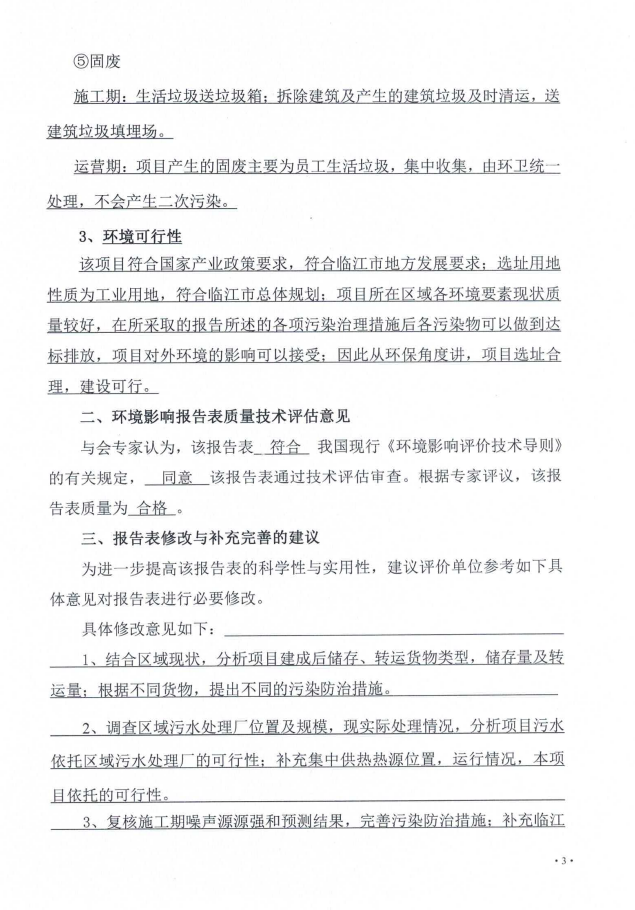 ⑤固废
施工期：生活垃圾送垃圾箱；拆除建筑及产生的建筑垃圾及时清运，送
建筑垃圾填埋场。
运营期：项目产生的固废主要为员工生活垃圾，集中收集，由环卫统一
处理，不会产生二次污染。
3、环境可行性
该项目符合国家产业政策要求，符合临江市地方发展要求；选址用地
性质为工业用地，符合临江市总体规划；项目所在区域各环境要素现状质
量较好，在所采取的报告所述的各项污染治理措施后各污染物可以做到达
标排放，项目对外环境的影响可以接受；因此从环保角度讲，项目选址合
理，建设可行。
二、环境影响报告表质量技术评估意见
与会专家认为，该报告表 符合 我国现行《环境影响评价技术导则》
的有关规定， 同意 该报告表通过技术评估审查。根据专家评议，该报
告表质量为 合格 。
三、报告表修改与补充完善的建议
为进一步提高该报告表的科学性与实用性，建议评价单位参考如下具
体意见对报告表进行必要修改。
具体修改意见如下：
1、结合区域现状，分析项目建成后储存、转运货物类型，储存量及转
运量；根据不同货物，提出不同的污染防治措施。
2、调查区域污水处理厂位置及规模，现实际处理情况，分析项目污水
依托区域污水处理厂的可行性；补充集中供热热源位置，运行情况，本项
目依托的可行性。
3、复核施工期噪声源源强和预测结果，完善污染防治措施；补充临江
·3·